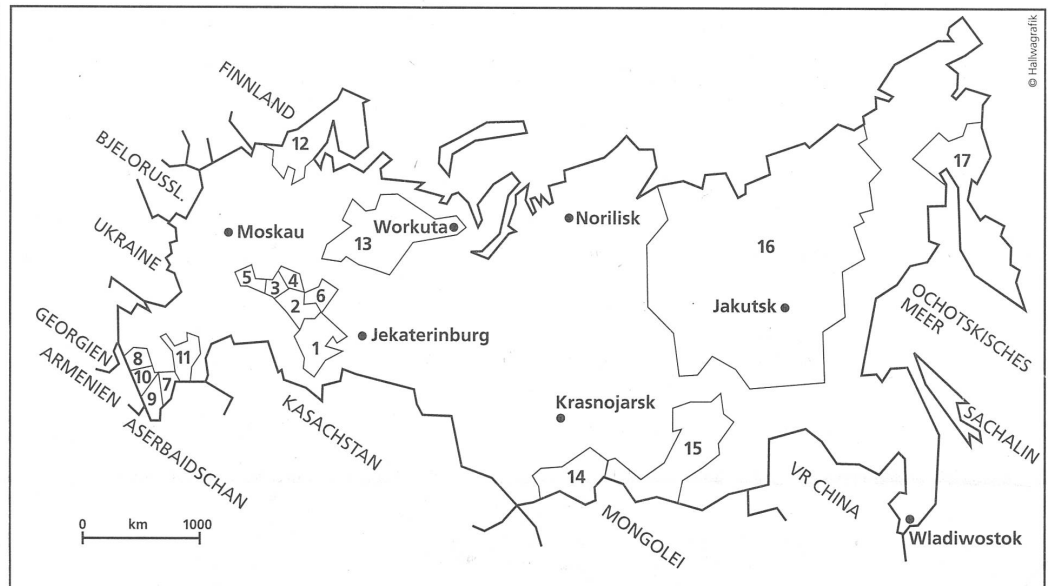 © Hallwagrafik
FINNLAND
BJELORUSSL.
UKRAINE
GEORGIEN
ARMENIEN
ASERBAIDSCHAN
KASACHSTAN
MONGOLEI
VR CHINA
SACHALIN
OCHOTSKISCHES
MEER
12
17
Workuta
13
Norilisk
Moskau
16
5
4
3
6
2
Jakutsk
1
Jekaterinburg
8
11
10
7
9
Krasnojarsk
15
14
0 km 1000
Wladiwostok